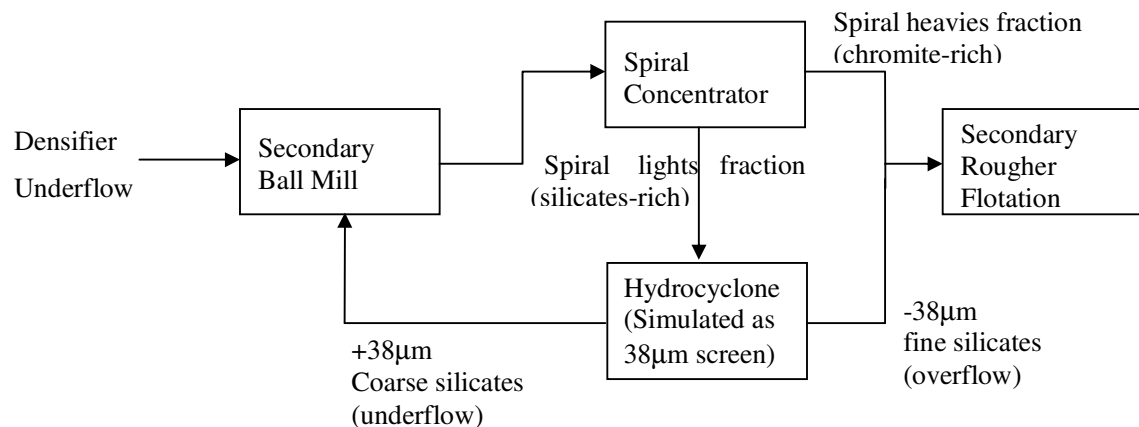 Densifier
Underflow
Secondary
Ball Mill
Spiral
Concentrator
Spiral heavies fraction
(chromite-rich)
Spiral lights fraction
(silicates-rich)
Secondary
Rougher
Flotation
Hydrocyclone
(Simulated as
38µm screen)
+38µm
Coarse silicates
(underflow)
-38µm
fine silicates
(overflow)